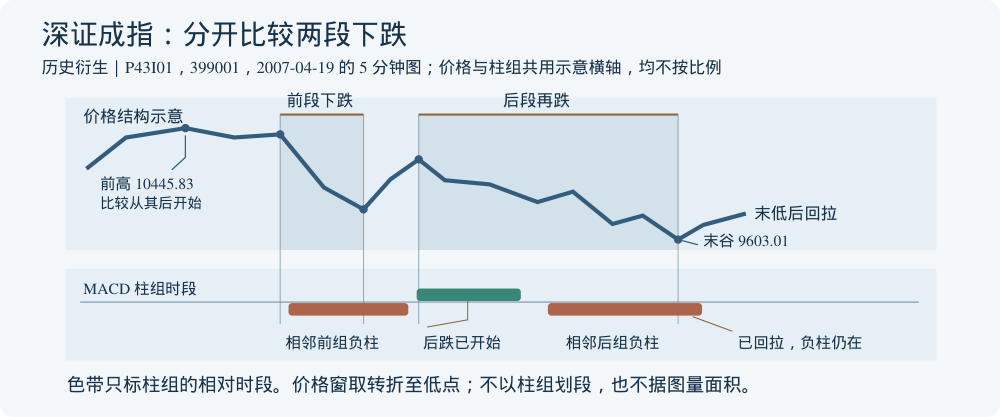 深证成指：分开比较两段下跌
历史衍生｜P43I01，399001，2007-04-19 的 5 分钟图；价格与柱组共用示意横轴，均不按比例
前段下跌
后段再跌
价格结构示意
前高 10445.83
比较从其后开始
末低后回拉
末谷 9603.01
MACD 柱组时段
相邻前组负柱
后跌已开始
相邻后组负柱
已回拉，负柱仍在
色带只标柱组的相对时段。价格窗取转折至低点；不以柱组划段，也不据图量面积。